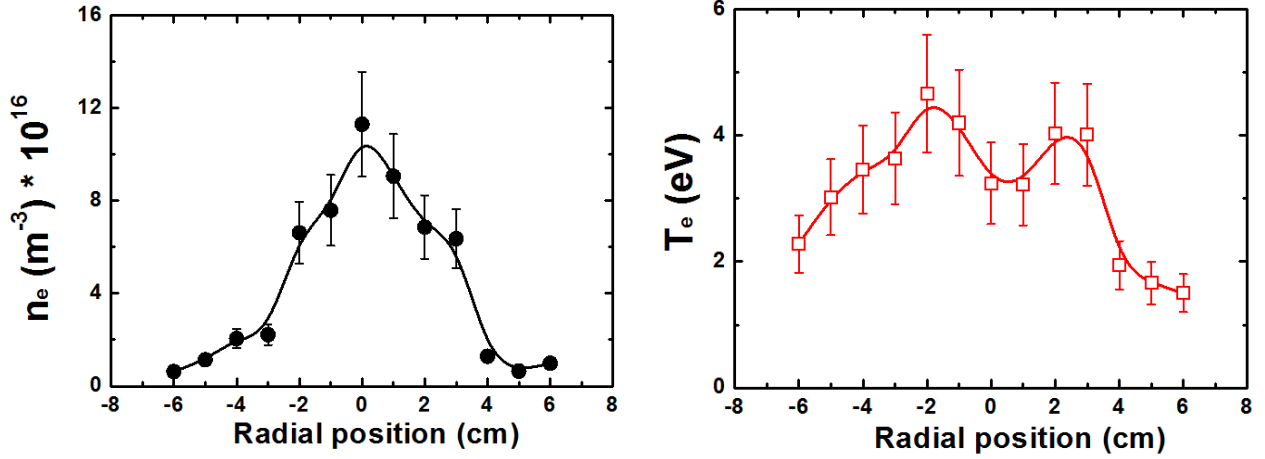 16
12
8
4
0
nₑ (m⁻³) * 10¹⁶
-8 -6 -4 -2 0 2 4 6 8
Radial position (cm)
6
4
2
0
Tₑ (eV)
-8 -6 -4 -2 0 2 4 6 8
Radial position (cm)